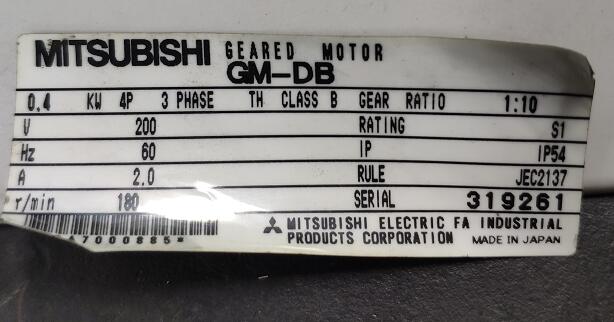 MITSUBISHI GEARED MOTOR
GM-DB
0.4 KW 4P 3 PHASE TH CLASS B GEAR RATIO 1:10
V 200 RATING S1
Hz 60 IP IP54
A 2.0 RULE JEC2137
r/min 180 SERIAL 319261
A7000885*
MITSUBISHI ELECTRIC FA INDUSTRIAL
PRODUCTS CORPORATION MADE IN JAPAN